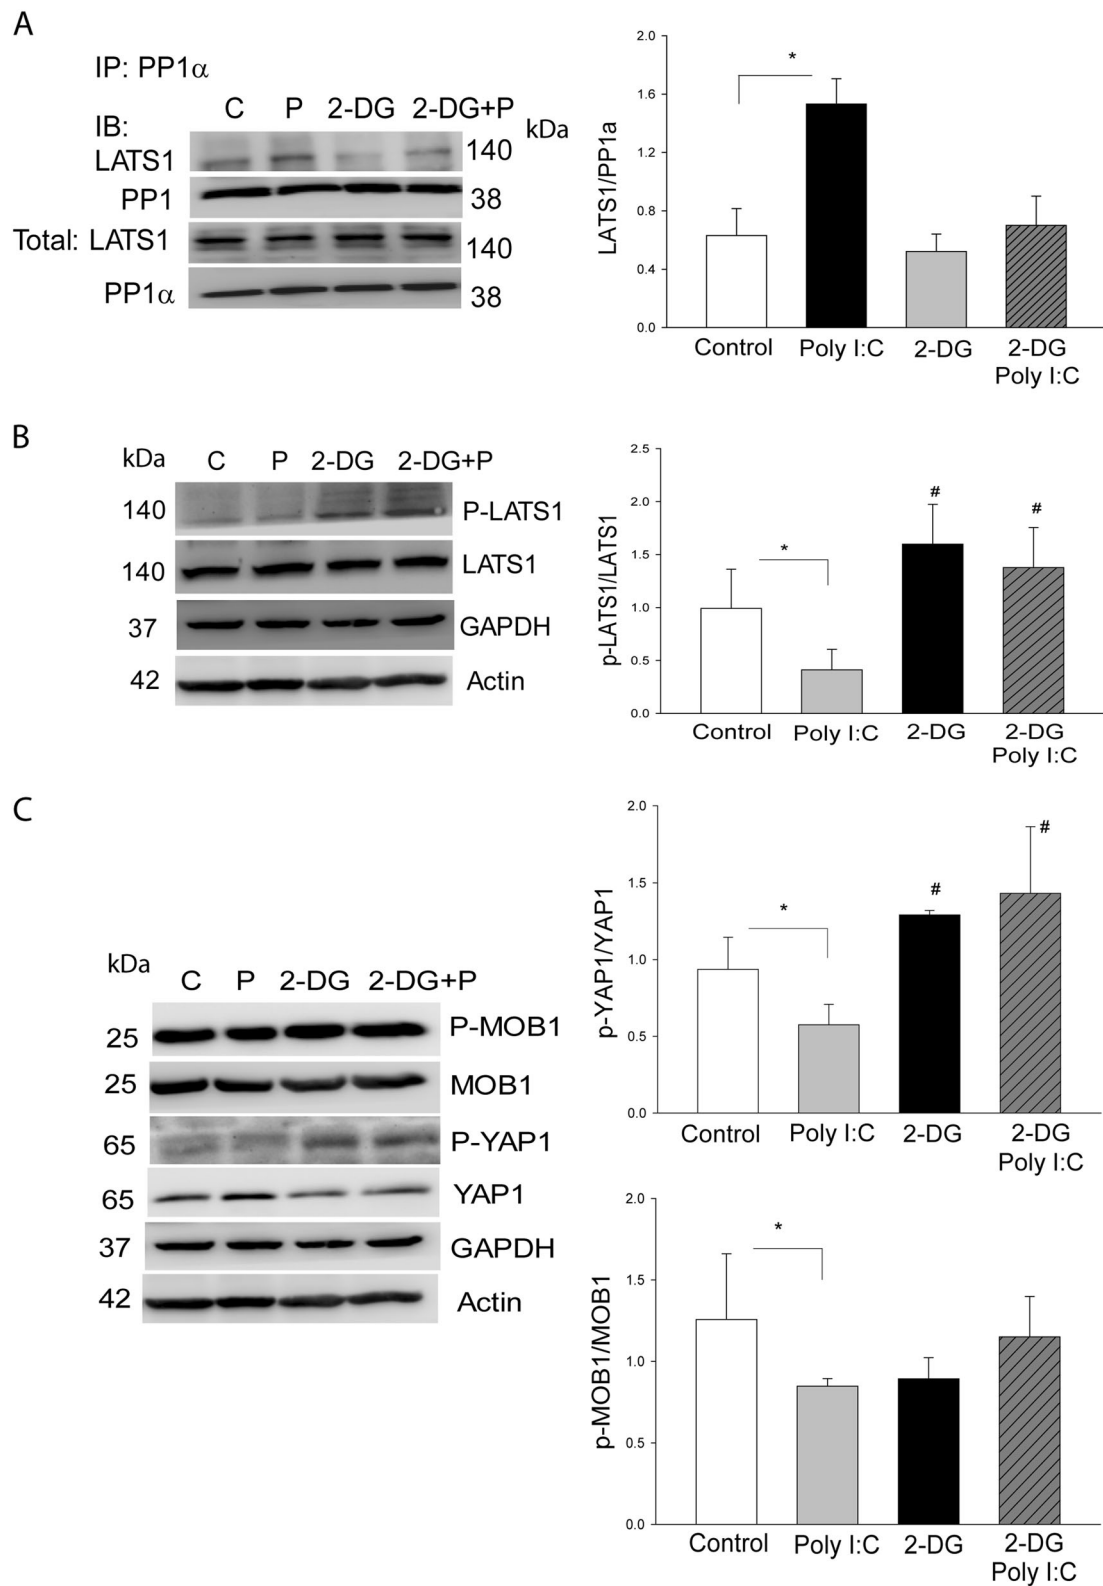 A
IP: PP1α
C P 2-DG 2-DG+P
IB:
kDa
LATS1 140
PP1 38
Total: LATS1 140
PP1α 38
LATS1/PP1a
2.0
1.6
1.2
0.8
0.4
0.0
*
Control Poly I:C 2-DG 2-DG
Poly I:C
B
kDa C P 2-DG 2-DG+P
140 P-LATS1
140 LATS1
37 GAPDH
42 Actin
p-LATS1/LATS1
2.5
2.0
1.5
1.0
0.5
0.0
* # #
Control Poly I:C 2-DG 2-DG
Poly I:C
C
kDa C P 2-DG 2-DG+P
25 P-MOB1
25 MOB1
65 P-YAP1
65 YAP1
37 GAPDH
42 Actin
p-YAP1/YAP1
2.0
1.5
1.0
0.5
0.0
* # #
Control Poly I:C 2-DG 2-DG
Poly I:C
p-MOB1/MOB1
2.0
1.5
1.0
0.5
0.0
*
Control Poly I:C 2-DG 2-DG
Poly I:C